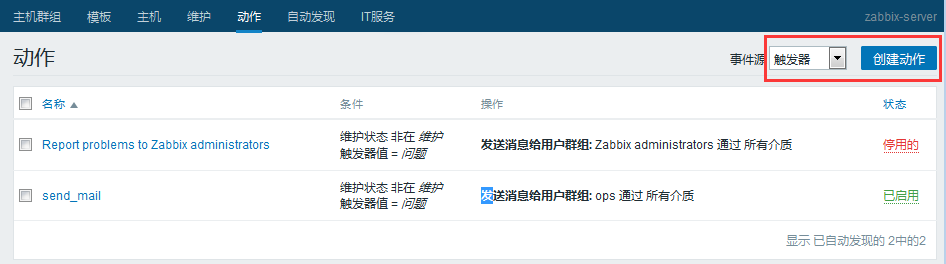 主机群组 模板 主机 维护 动作 自动发现 IT服务 zabbix-server
动作 事件源 触发器 创建动作
名称 条件 操作 状态
Report problems to Zabbix administrators 维护状态 非在 维护 发送消息给用户群组: Zabbix administrators 通过 所有介质 停用的
触发器值 = 问题
send_mail 维护状态 非在 维护 发送消息给用户群组: ops 通过 所有介质 已启用
触发器值 = 问题
显示 已自动发现的 2中的2